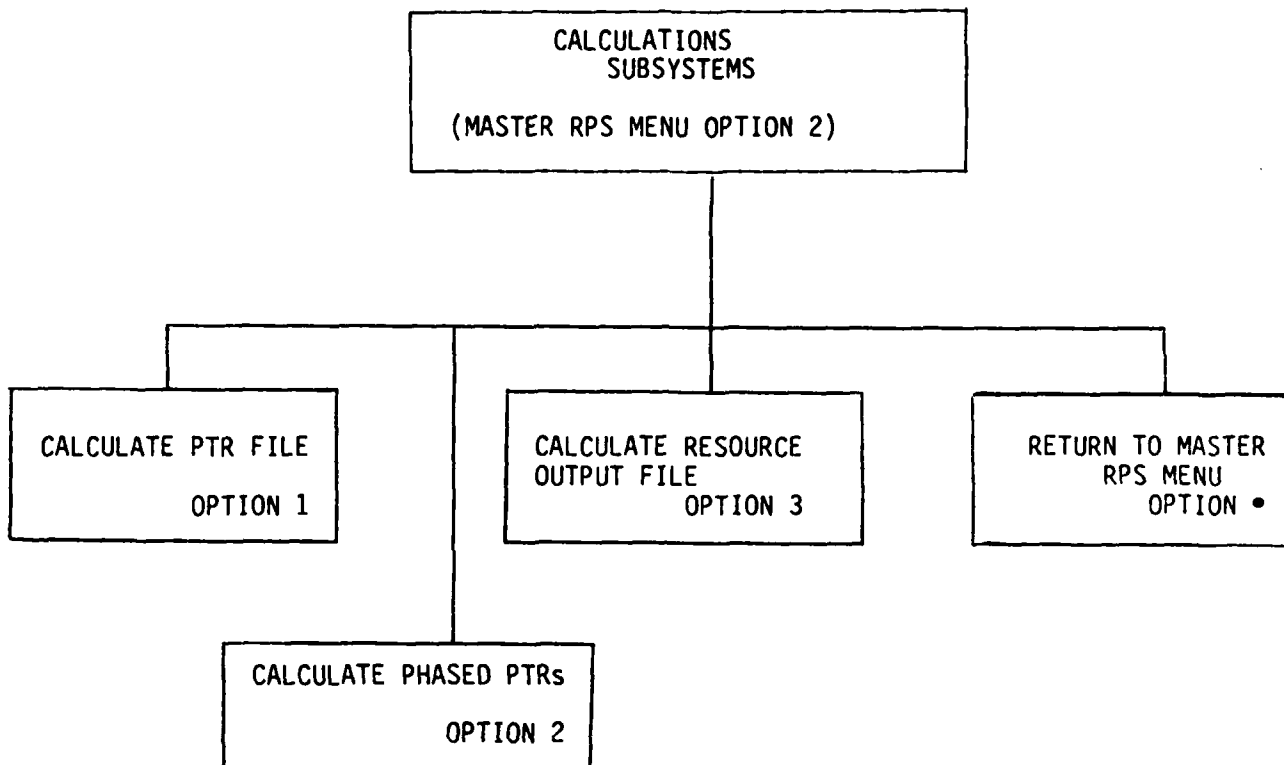 CALCULATIONS
SUBSYSTEMS
(MASTER RPS MENU OPTION 2)
CALCULATE PTR FILE
OPTION 1
CALCULATE RESOURCE
OUTPUT FILE
OPTION 3
RETURN TO MASTER
RPS MENU
OPTION •
CALCULATE PHASED PTRs
OPTION 2